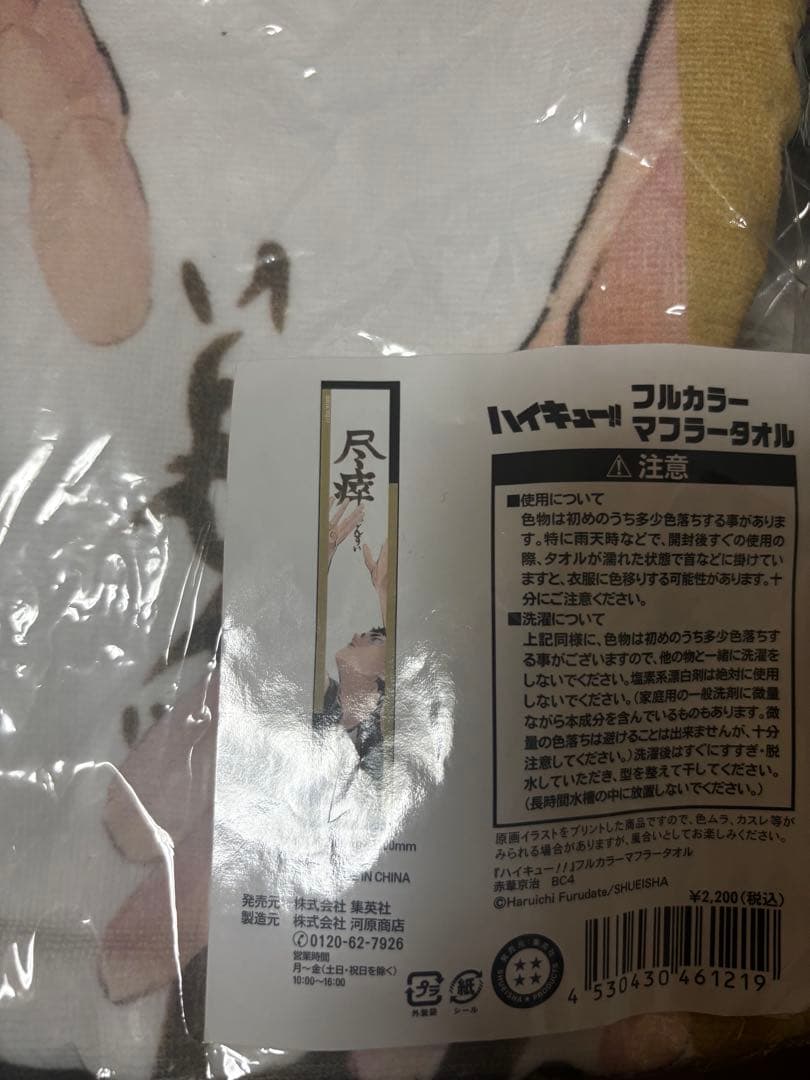 ハイキュー!!
フルカラー
マフラータオル
⚠注意
■使用について
色物は初めのうち多少色落ちする事がありま
す。特に雨天時などで、開封後すぐの使用の
際、タオルが濡れた状態で首などに掛けてい
ますと、衣服に色移りする可能性があります。十
分にご注意ください。
■洗濯について
上記同様に、色物は初めのうち多少色落ちす
る事がございますので、他の物と一緒に洗濯を
しないでください。塩素系漂白剤は絶対に使用
しないでください。(家庭用の一般洗剤に微量
ながら本成分を含んでいるものもあります。微
量の色落ちは避けることは出来ませんが、十分
注意してください。)洗濯後はすぐにすすぎ・脱
水していただき、型を整えて干してください。
(長時間水槽の中に放置しないでください。)
原画イラストをプリントした商品ですので、色ムラ、カスレ等が
みられる場合がありますが、風合いとしてお楽しみください。
『ハイキュー!!』フルカラーマフラータオル
赤葦京治 BC4
©Haruichi Furudate/SHUEISHA
¥2,200(税込)
4 530430 461219
尽瘁
じんすい
mm
IN CHINA
発売元 株式会社 集英社
製造元 株式会社 河原商店
0120-62-7926
営業時間
月～金(土日・祝日を除く)
10:00～16:00
プラ
外装袋
紙
シール